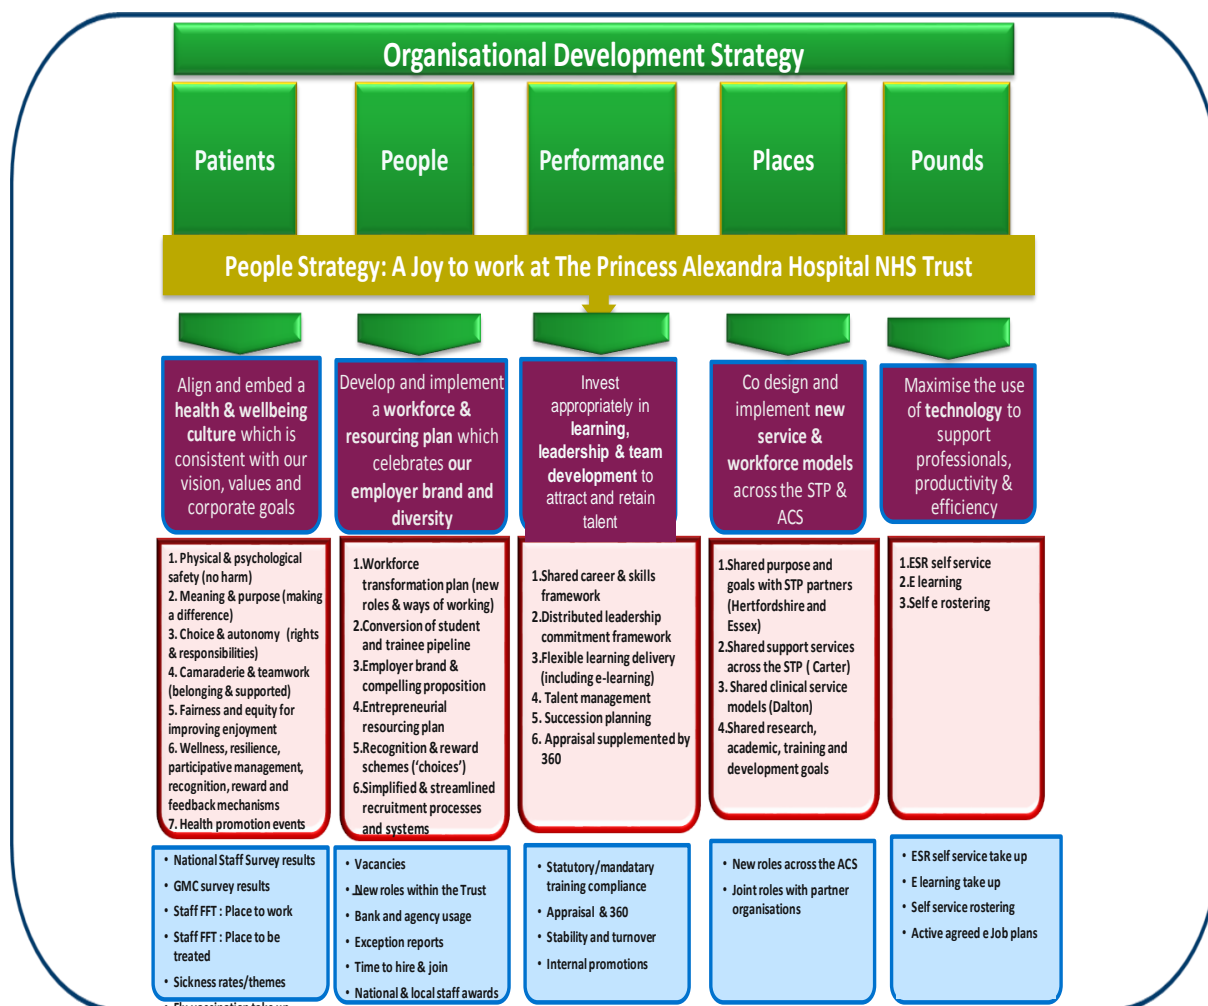 Organisational Development Strategy
Patients
People
Performance
Places
Pounds
People Strategy: A Joy to work at The Princess Alexandra Hospital NHS Trust
Align and embed a
health & wellbeing
culture which is
consistent with our
vision, values and
corporate goals
Develop and implement
a workforce &
resourcing plan which
celebrates our
employer brand and
diversity
Invest
appropriately in
learning,
leadership & team
development to
attract and retain
talent
Co design and
implement new
service &
workforce models
across the STP &
ACS
Maximise the use
of technology to
support
professionals,
productivity &
efficiency
1. Physical & psychological
safety (no harm)
2. Meaning & purpose (making
a difference)
3. Choice & autonomy (rights
& responsibilities)
4. Camaraderie & teamwork
(belonging & supported)
5. Fairness and equity for
improving enjoyment
6. Wellness, resilience,
participative management,
recognition, reward and
feedback mechanisms
7. Health promotion events
1.Workforce
transformation plan (new
roles & ways of working)
2.Conversion of student
and trainee pipeline
3.Employer brand &
compelling proposition
4.Entrepreneurial
resourcing plan
5.Recognition & reward
schemes ('choices')
6.Simplified & streamlined
recruitment processes
and systems
1.Shared career & skills
framework
2.Distributed leadership
commitment framework
3.Flexible learning delivery
(including e-learning)
4. Talent management
5. Succession planning
6. Appraisal supplemented by
360
1.Shared purpose and
goals with STP partners
(Hertfordshire and
Essex)
2.Shared support services
across the STP ( Carter)
3. Shared clinical service
models (Dalton)
4.Shared research,
academic, training and
development goals
1.ESR self service
2.E learning
3.Self e rostering
• National Staff Survey results
• GMC survey results
• Staff FFT : Place to work
• Staff FFT : Place to be
treated
• Sickness rates/themes
• Flu vaccination take up
• Vacancies
• New roles within the Trust
• Bank and agency usage
• Exception reports
• Time to hire & join
• National & local staff awards
• Statutory/mandatary
training compliance
• Appraisal & 360
• Stability and turnover
• Internal promotions
• New roles across the ACS
• Joint roles with partner
organisations
• ESR self service take up
• E learning take up
• Self service rostering
• Active agreed e Job plans